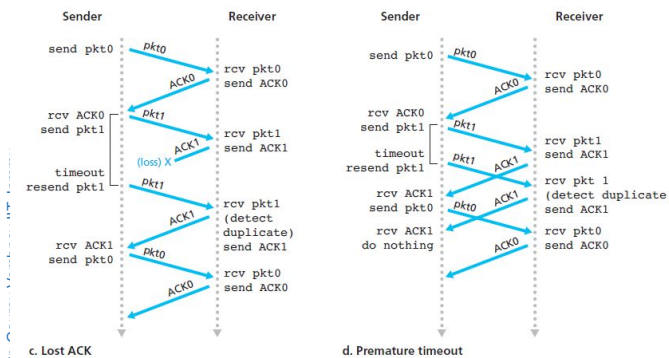 Sender
Receiver
send pkt0
pkt0
rcv pkt0
send ACK0
ACK0
rcv ACK0
send pkt1
pkt1
rcv pkt1
send ACK1
ACK1
(loss) X
timeout
resend pkt1
pkt1
rcv pkt1
(detect
duplicate)
send ACK1
ACK1
rcv ACK1
send pkt0
pkt0
rcv pkt0
send ACK0
ACK0
c. Lost ACK
Sender
Receiver
send pkt0
pkt0
rcv pkt0
send ACK0
ACK0
rcv ACK0
send pkt1
pkt1
rcv pkt1
send ACK1
ACK1
timeout
resend pkt1
pkt1
rcv pkt 1
(detect duplicate
send ACK1
ACK1
rcv ACK1
send pkt0
pkt0
rcv pkt0
send ACK0
ACK0
rcv ACK1
do nothing
d. Premature timeout